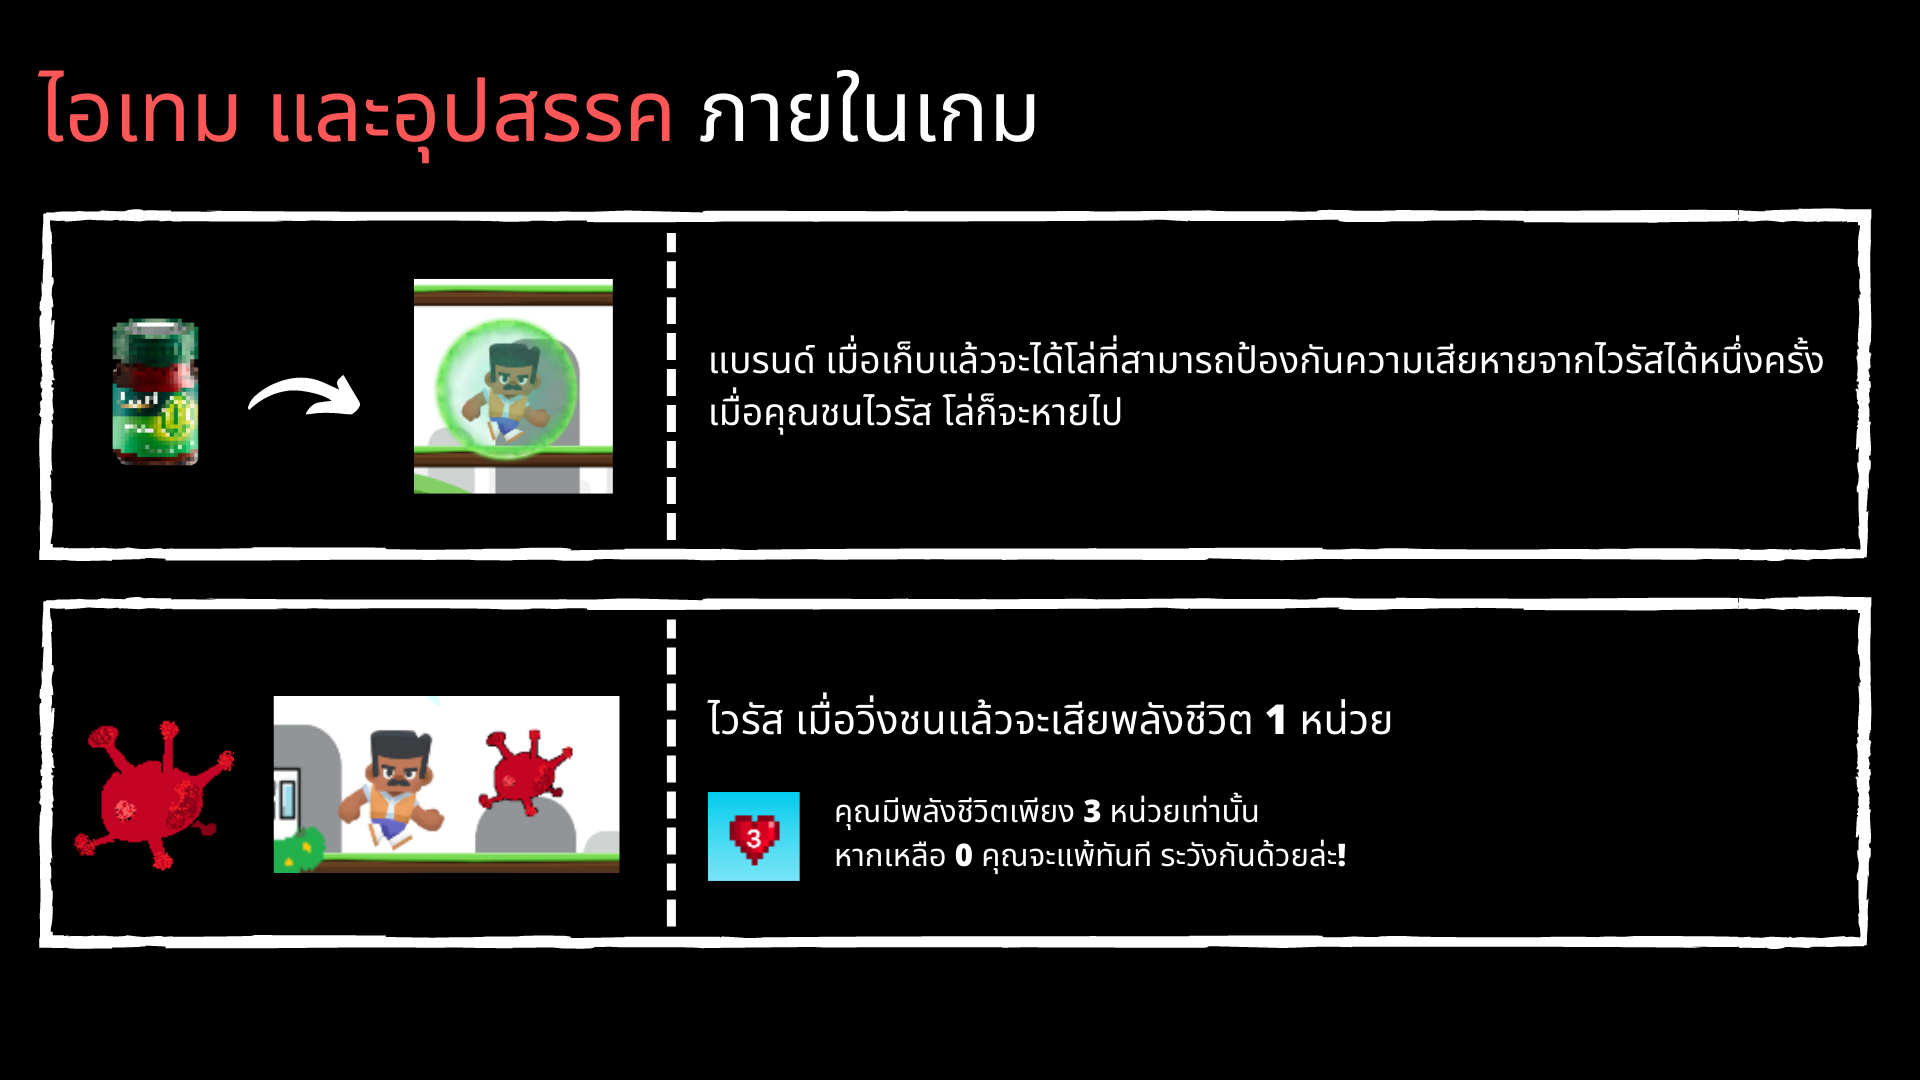 ไอเทม และอุปสรรค ภายในเกม
แบรนด์ เมื่อเก็บแล้วจะได้โล่ที่สามารถป้องกันความเสียหายจากไวรัสได้หนึ่งครั้ง
เมื่อคุณชนไวรัส โล่ก็จะหายไป
ไวรัส เมื่อวิ่งชนแล้วจะเสียพลังชีวิต 1 หน่วย
3
คุณมีพลังชีวิตเพียง 3 หน่วยเท่านั้น
หากเหลือ 0 คุณจะแพ้ทันที ระวังกันด้วยล่ะ!